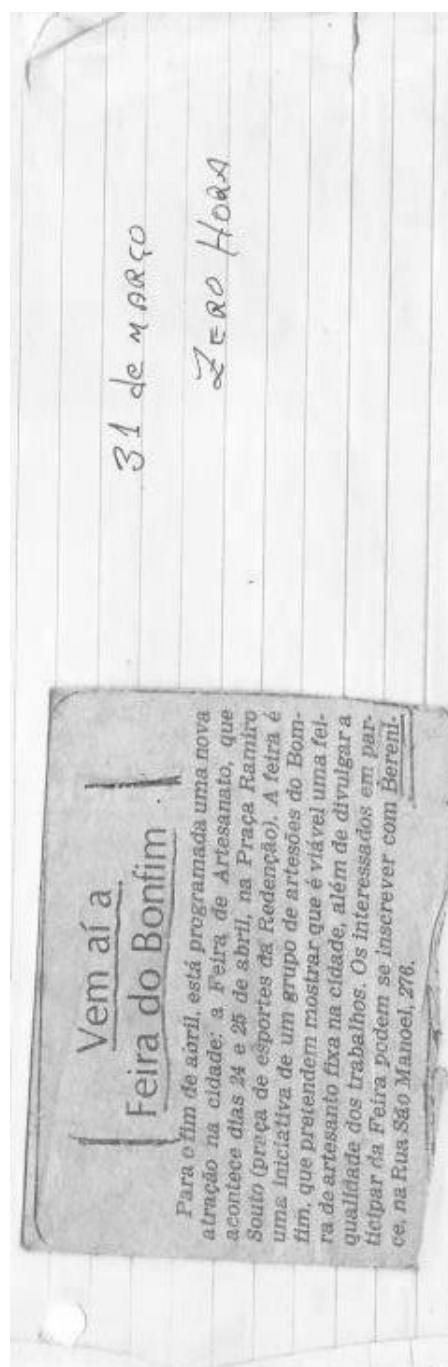 31 de MARÇO
ZERO HORA
Vem aí a
Feira do Bonfim
Para o fim de abril, está programada uma nova
atração na cidade: a Feira de Artesanato, que
acontece dias 24 e 25 de abril, na Praça Ramiro
Souto (praça de esportes da Redenção). A feira é
uma iniciativa de um grupo de artesões do Bom-
fim, que pretendem mostrar que é viável uma fei-
ra de artesanto fixa na cidade, além de divulgar a
qualidade dos trabalhos. Os interessados em par-
ticipar da Feira podem se inscrever com Bereni-
ce, na Rua São Manoel, 276.